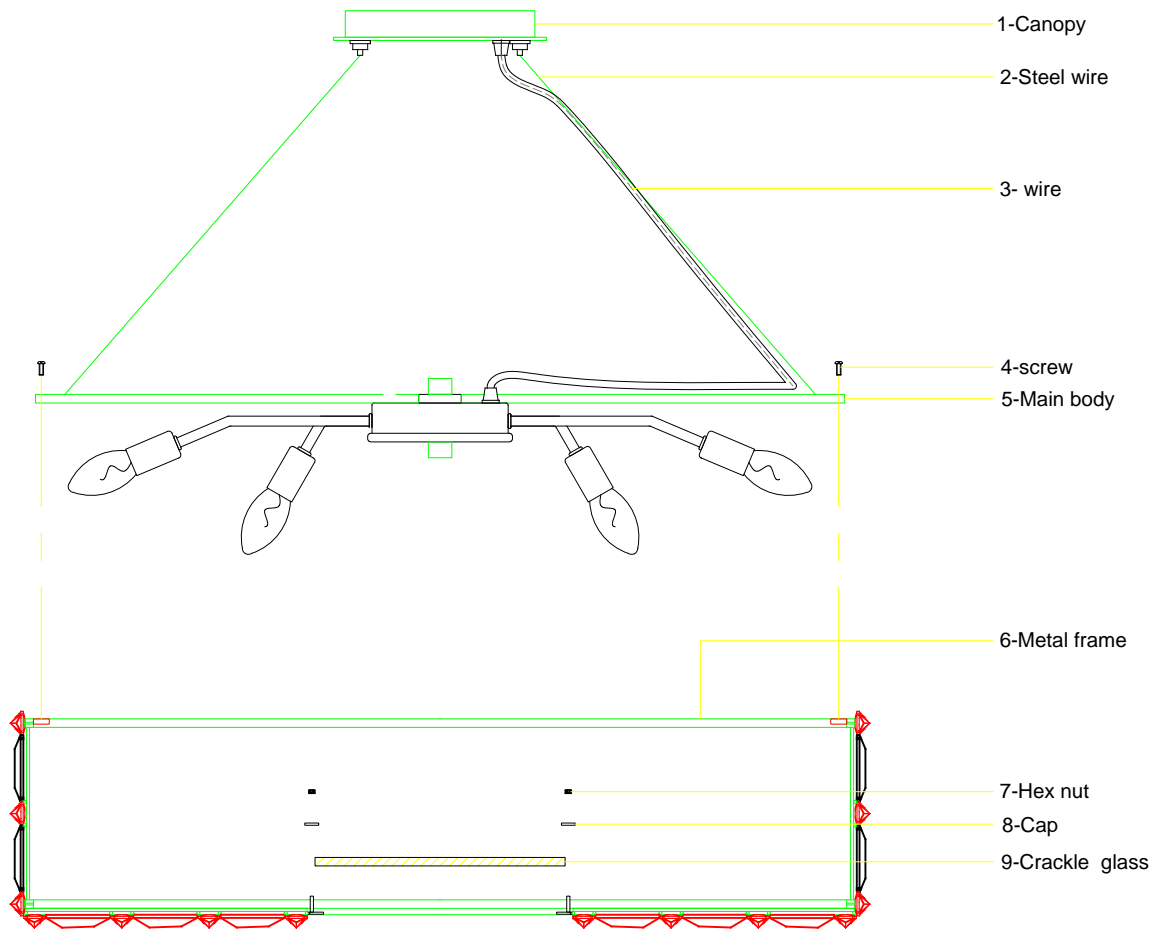 1-Canopy
2-Steel wire
3- wire
4-screw
5-Main body
6-Metal frame
7-Hex nut
8-Cap
9-Crackle  glass